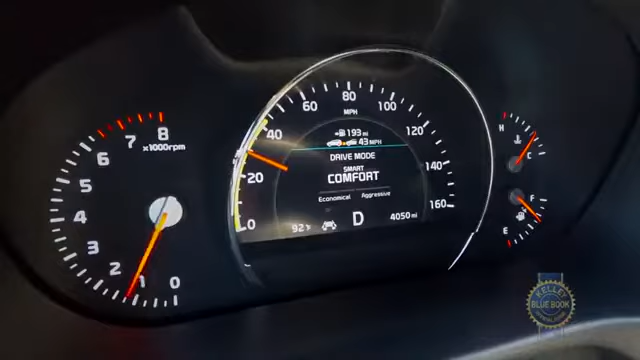 8
7
x1000rpm
6
5
4
3
2
1
0
60
80
100
MPH
40
120
20
140
0
160
193 mi
43 MPH
DRIVE MODE
SMART
COMFORT
Economical
Aggressive
92°F
D
4050 mi
H
C
F
E
KELLEY
BLUE BOOK